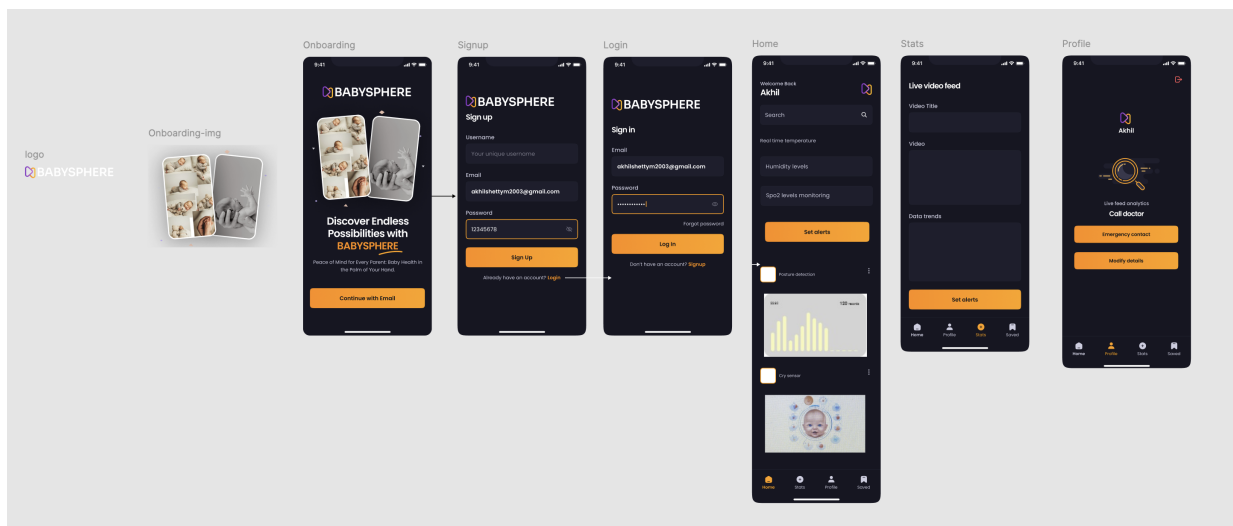 logo
BABYSPHERE
Onboarding-img
Onboarding
9:41
BABYSPHERE
Discover Endless
Possibilities with
BABYSPHERE
Peace of Mind for Every Parent: Baby Health in
the Palm of Your Hand.
Continue with Email
Signup
9:41
BABYSPHERE
Sign up
Username
Your unique username
Email
akhilshettym2003@gmail.com
Password
12345678
Sign Up
Already have an account? Login
Login
9:41
BABYSPHERE
Sign in
Email
akhilshettym2003@gmail.com
Password
Forgot password
Log In
Don't have an account? Signup
Home
9:41
Welcome Back
Akhil
Search
Real time temperature
Humidity levels
Spo2 levels monitoring
Set alerts
Posture detection
120
Cry sensor
Home
Stats
Profile
Saved
Stats
9:41
Live video feed
Video Title
Video
Data trends
Set alerts
Home
Profile
Stats
Saved
Profile
9:41
Akhil
Live feed analytics
Call doctor
Emergency contact
Modify details
Home
Profile
Stats
Saved